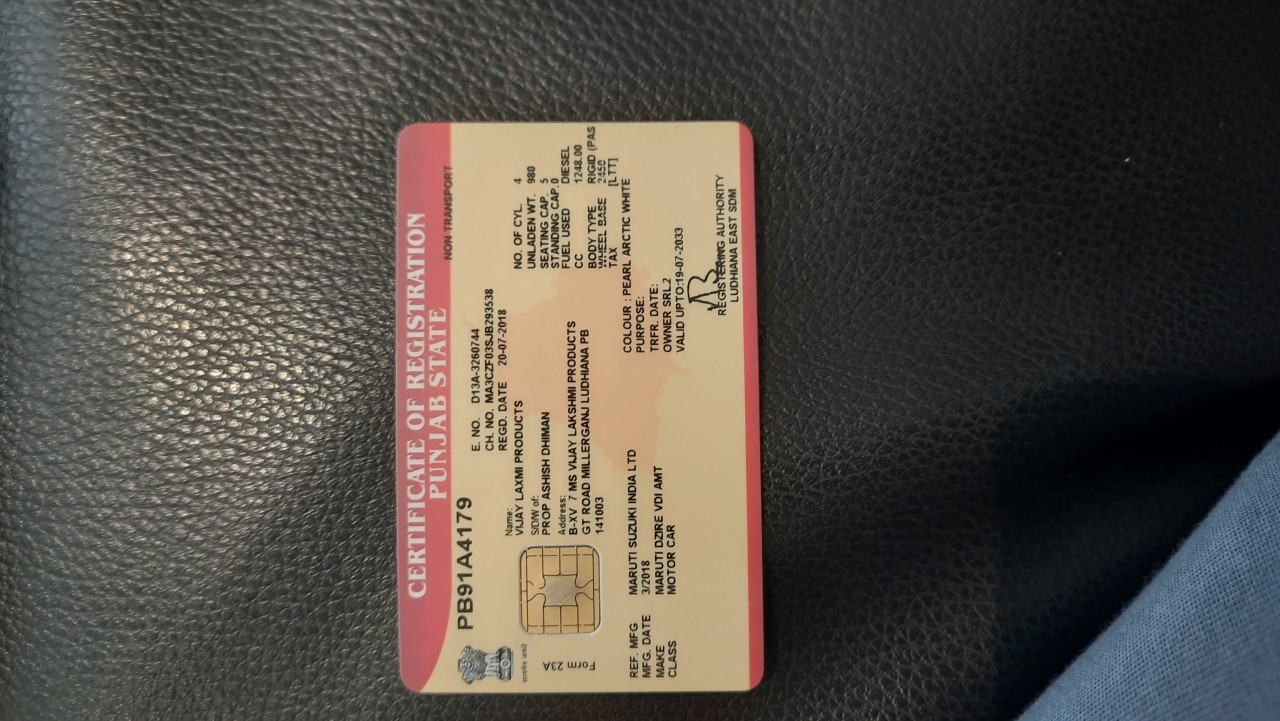 CERTIFICATE OF REGISTRATION
PUNJAB STATE
NON TRANSPORT
PB91A4179
E. NO. D13A-3260744
CH. NO. MA3CZF03SJB293538
REGD. DATE 20-07-2018
Name:
VIJAY LAXMI PRODUCTS
S/D/W of:
PROP ASHISH DHIMAN
Address:
B-XV 7 MS VIJAY LAKSHMI PRODUCTS
GT ROAD MILLERGANJ LUDHIANA PB
141003
NO. OF CYL. 4
UNLADEN WT. 980
SEATING CAP. 5
STANDING CAP. 0
FUEL USED DIESEL
CC 1248.00
BODY TYPE RIGID (PAS
WHEEL BASE 2450
TAX [LTT]
सत्यमेव जयते
Form 23A
REF. MFG MARUTI SUZUKI INDIA LTD
MFG. DATE 3/2018
MAKE MARUTI DZIRE VDI AMT
CLASS MOTOR CAR
COLOUR : PEARL ARCTIC WHITE
PURPOSE:
TRFR. DATE:
OWNER SRL.2
VALID UPTO:19-07-2033
REGISTERING AUTHORITY
LUDHIANA EAST SDM